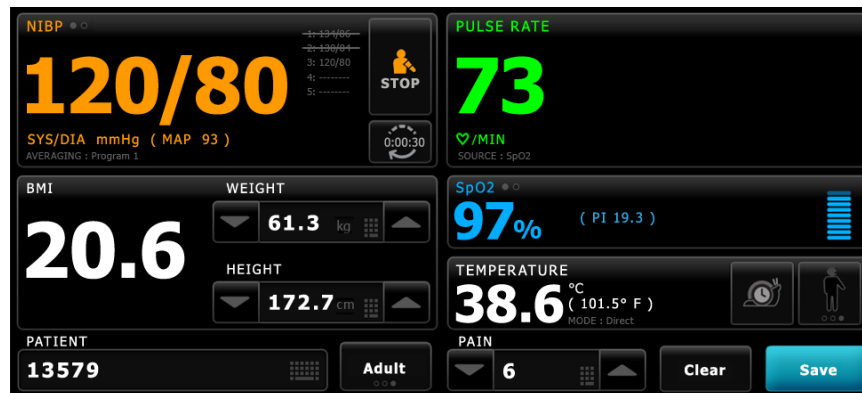 NIBP
1: 134/86
2: 130/84
3: 120/80
4: --------
5: --------
STOP
120/80
SYS/DIA mmHg ( MAP 93 )
AVERAGING : Program 1
0:00:30
PULSE RATE
73
/MIN
SOURCE : SpO2
BMI
20.6
WEIGHT
61.3 kg
HEIGHT
172.7 cm
SpO2
97%
( PI 19.3 )
TEMPERATURE
38.6 °C
( 101.5° F )
MODE : Direct
PATIENT
13579
Adult
PAIN
6
Clear
Save